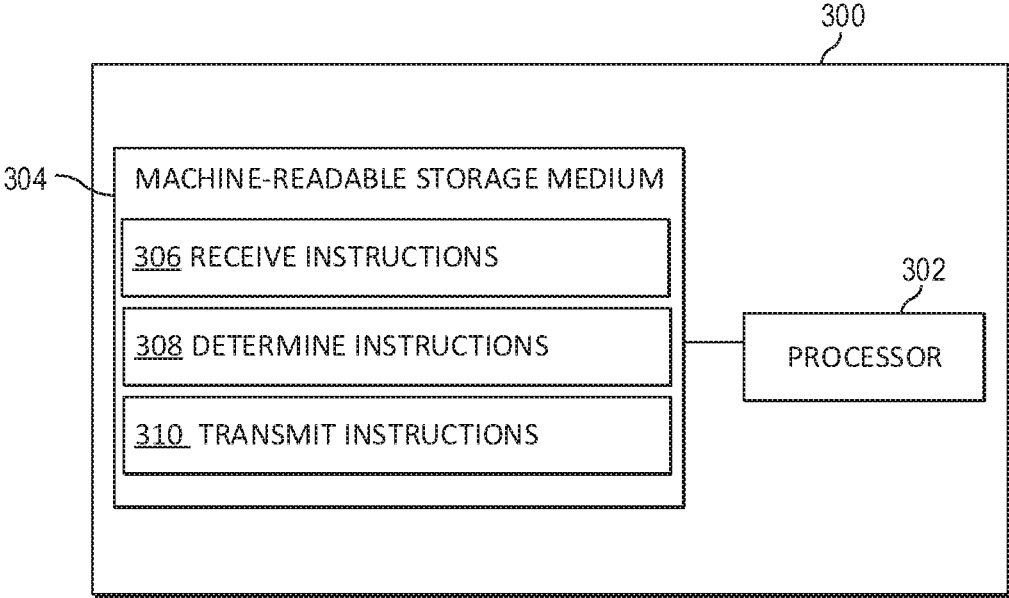 300
304
MACHINE-READABLE STORAGE MEDIUM
306 RECEIVE INSTRUCTIONS
302
308 DETERMINE INSTRUCTIONS
PROCESSOR
310 TRANSMIT INSTRUCTIONS